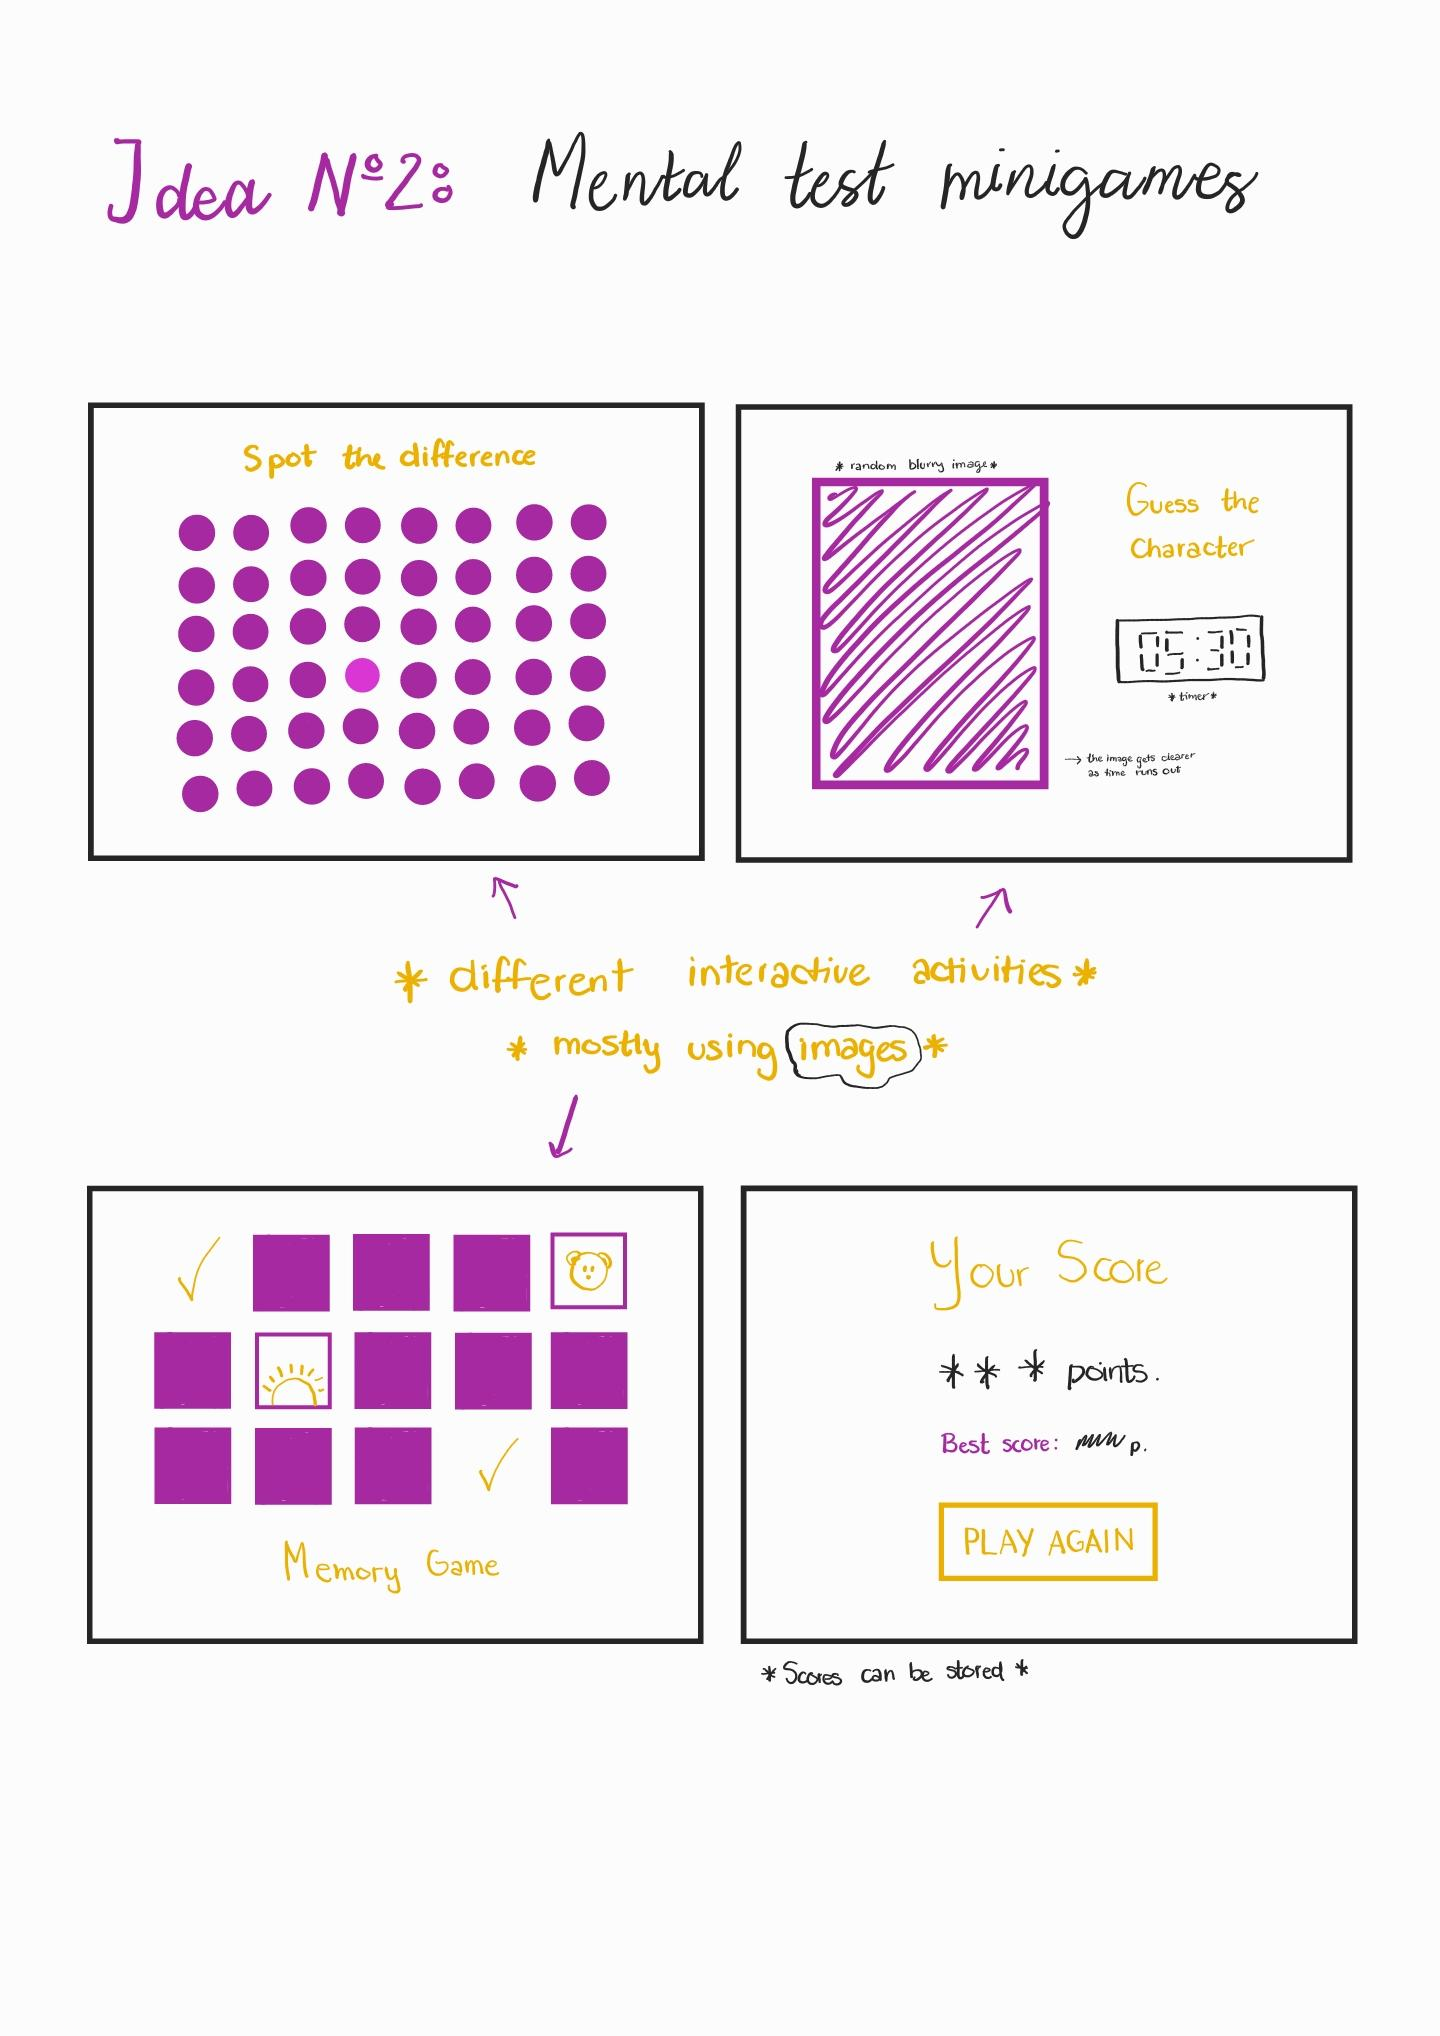 Idea Nº2: Mental test minigames
Spot the difference
* random blurry image *
Guess the
Character
05:30
* timer *
→ the image gets clearer
as time runs out
* different interactive activities *
* mostly using images *
Memory Game
Your Score
* * * points.
Best score: p.
PLAY AGAIN
* Scores can be stored *